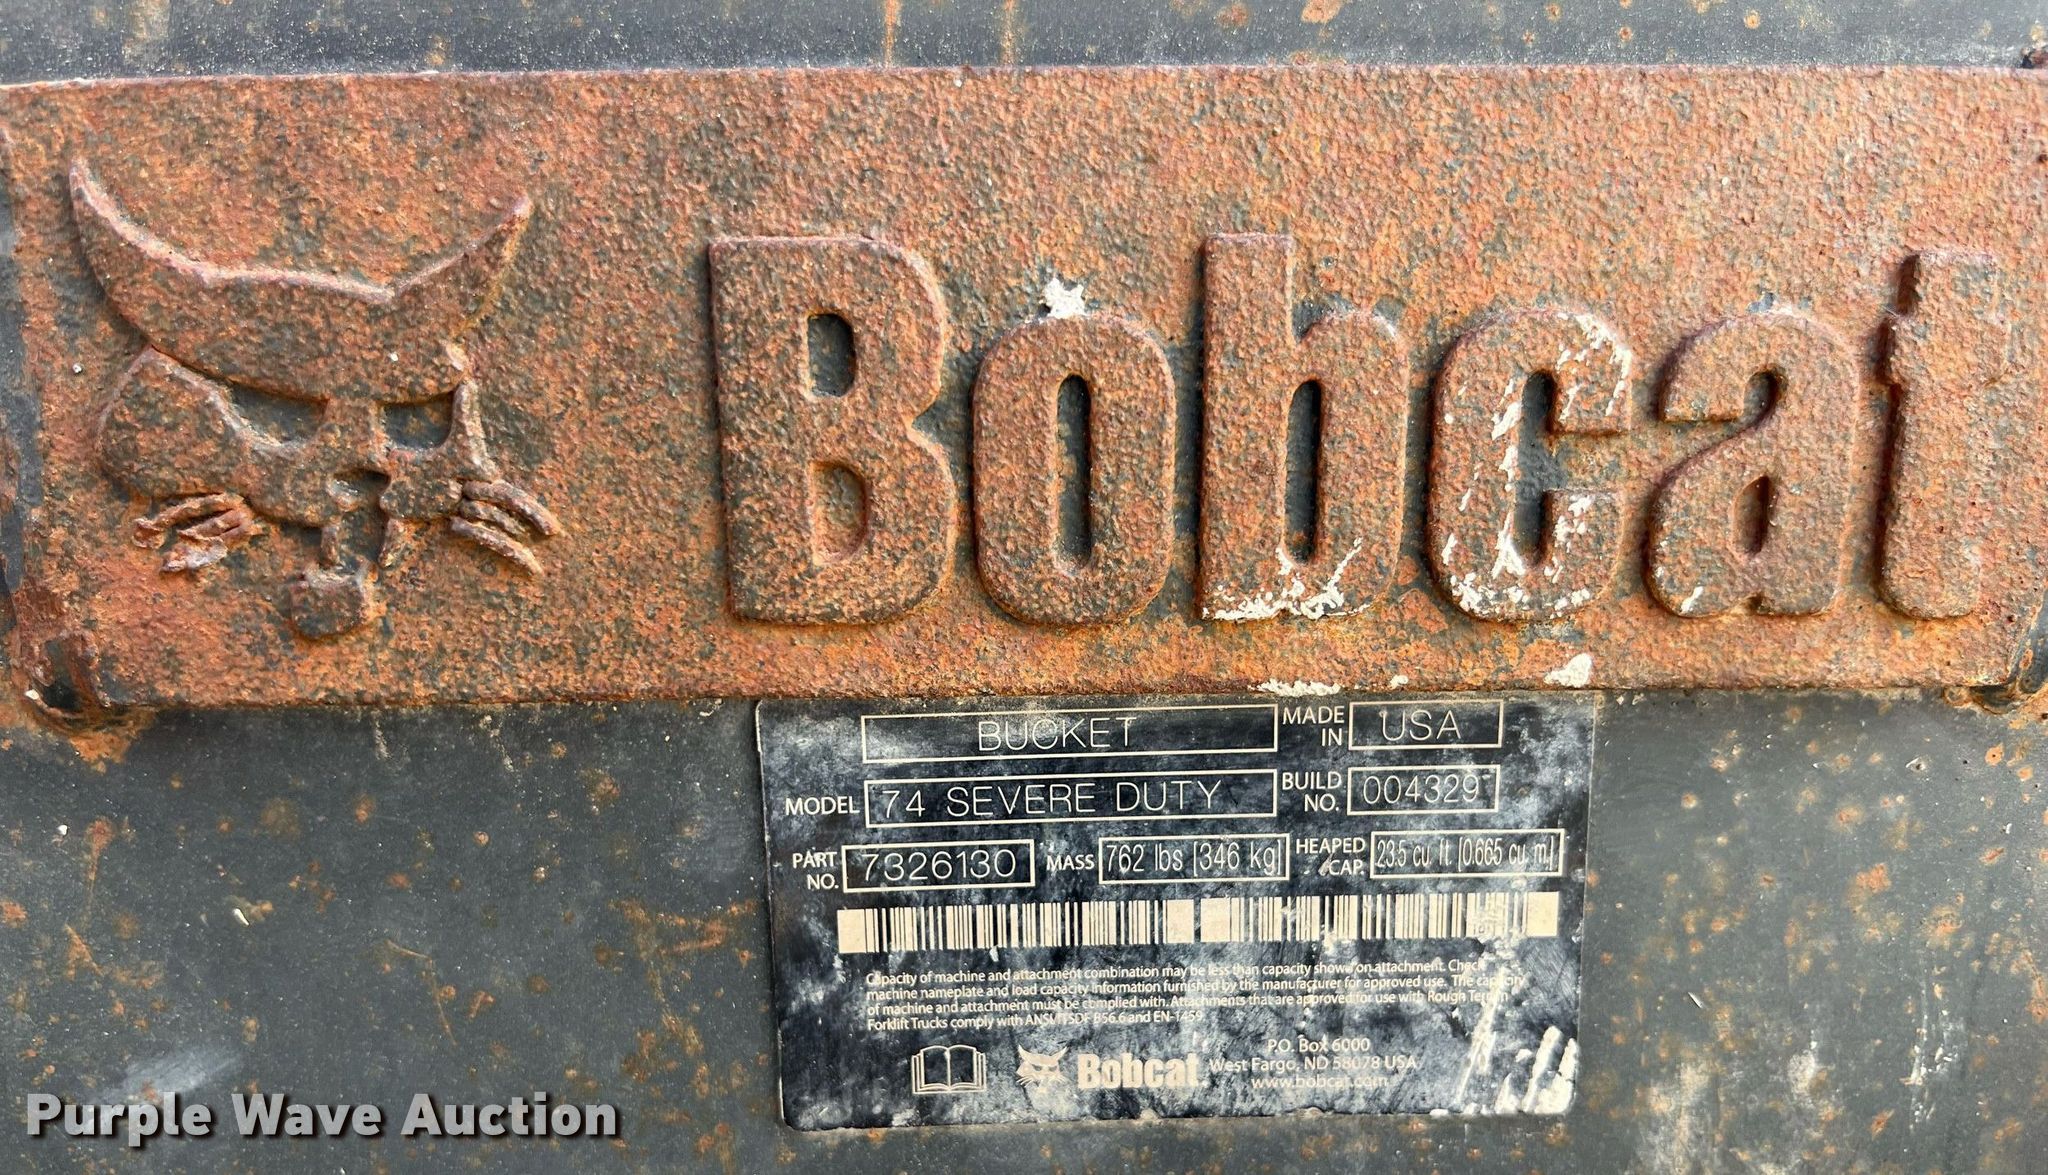 Bobcat
BUCKET
MADE IN USA
MODEL 74 SEVERE DUTY
BUILD NO. 004329
PART NO. 7326130
MASS 762 lbs [346 kg]
HEAPED CAP. 23.5 cu. ft. [0.665 cu. m.]
Capacity of machine and attachment combination may be less than capacity shown on attachment. Check
machine nameplate and load capacity information furnished by the manufacturer for approved use. The capacity
of machine and attachment must be complied with. Attachments that are approved for use with Rough Terrain
Forklift Trucks comply with ANSI/ITSDF B56.6 and EN-1459
Bobcat
P.O. Box 6000
West Fargo, ND 58078 USA
www.bobcat.com
Purple Wave Auction